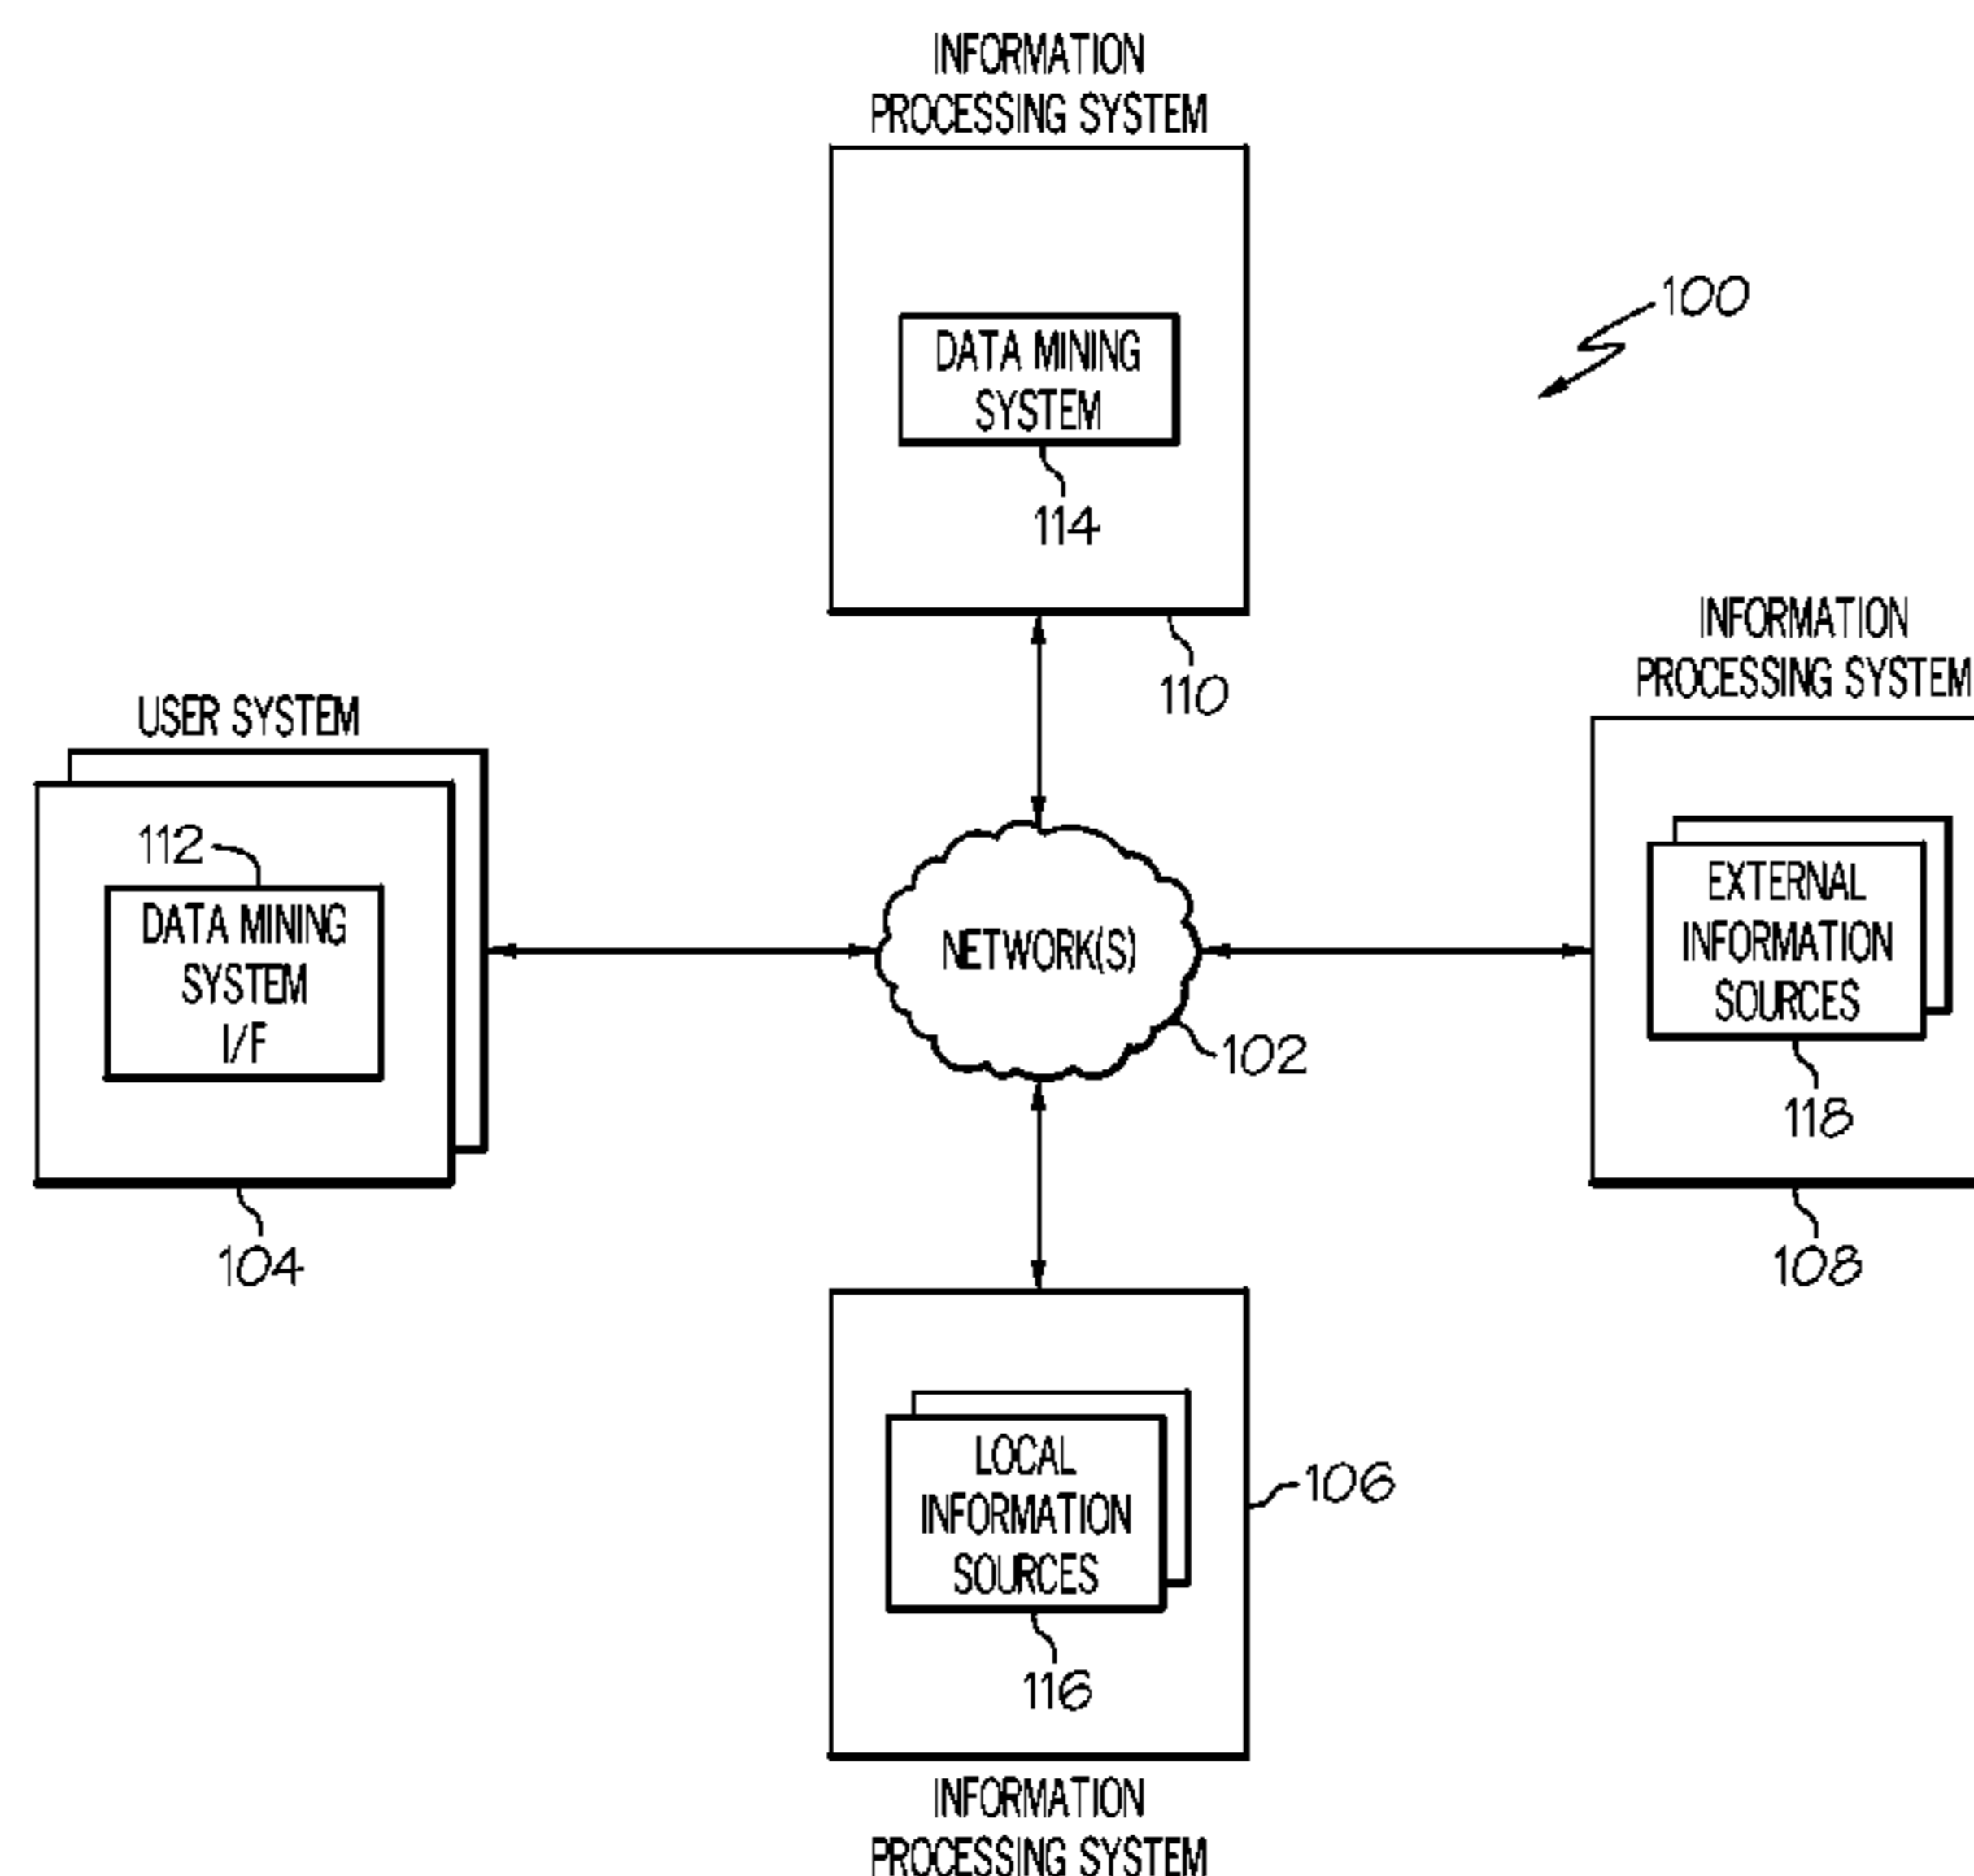 INFORMATION
PROCESSING SYSTEM
DATA MINING
SYSTEM
114
110
100
INFORMATION
PROCESSING SYSTEM
EXTERNAL
INFORMATION
SOURCES
118
108
USER SYSTEM
112
DATA MINING
SYSTEM
I/F
104
NETWORK(S)
102
LOCAL
INFORMATION
SOURCES
116
106
INFORMATION
PROCESSING SYSTEM